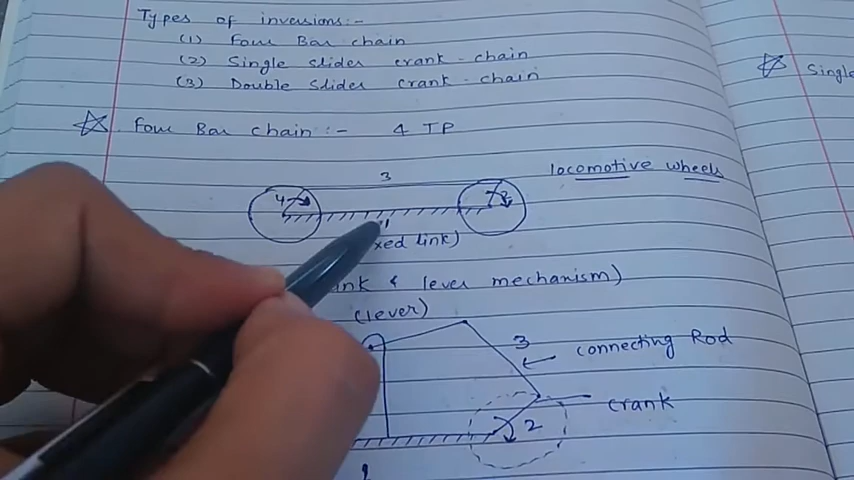 Types of inversions:-
(1) Four Bar chain
(2) Single slider crank-chain
(3) Double slider crank-chain
Single
Four Bar chain :- 4 TP
3
locomotive wheels
4 2
1
link)
& lever mechanism)
(lever)
3 connecting Rod
crank
2
1